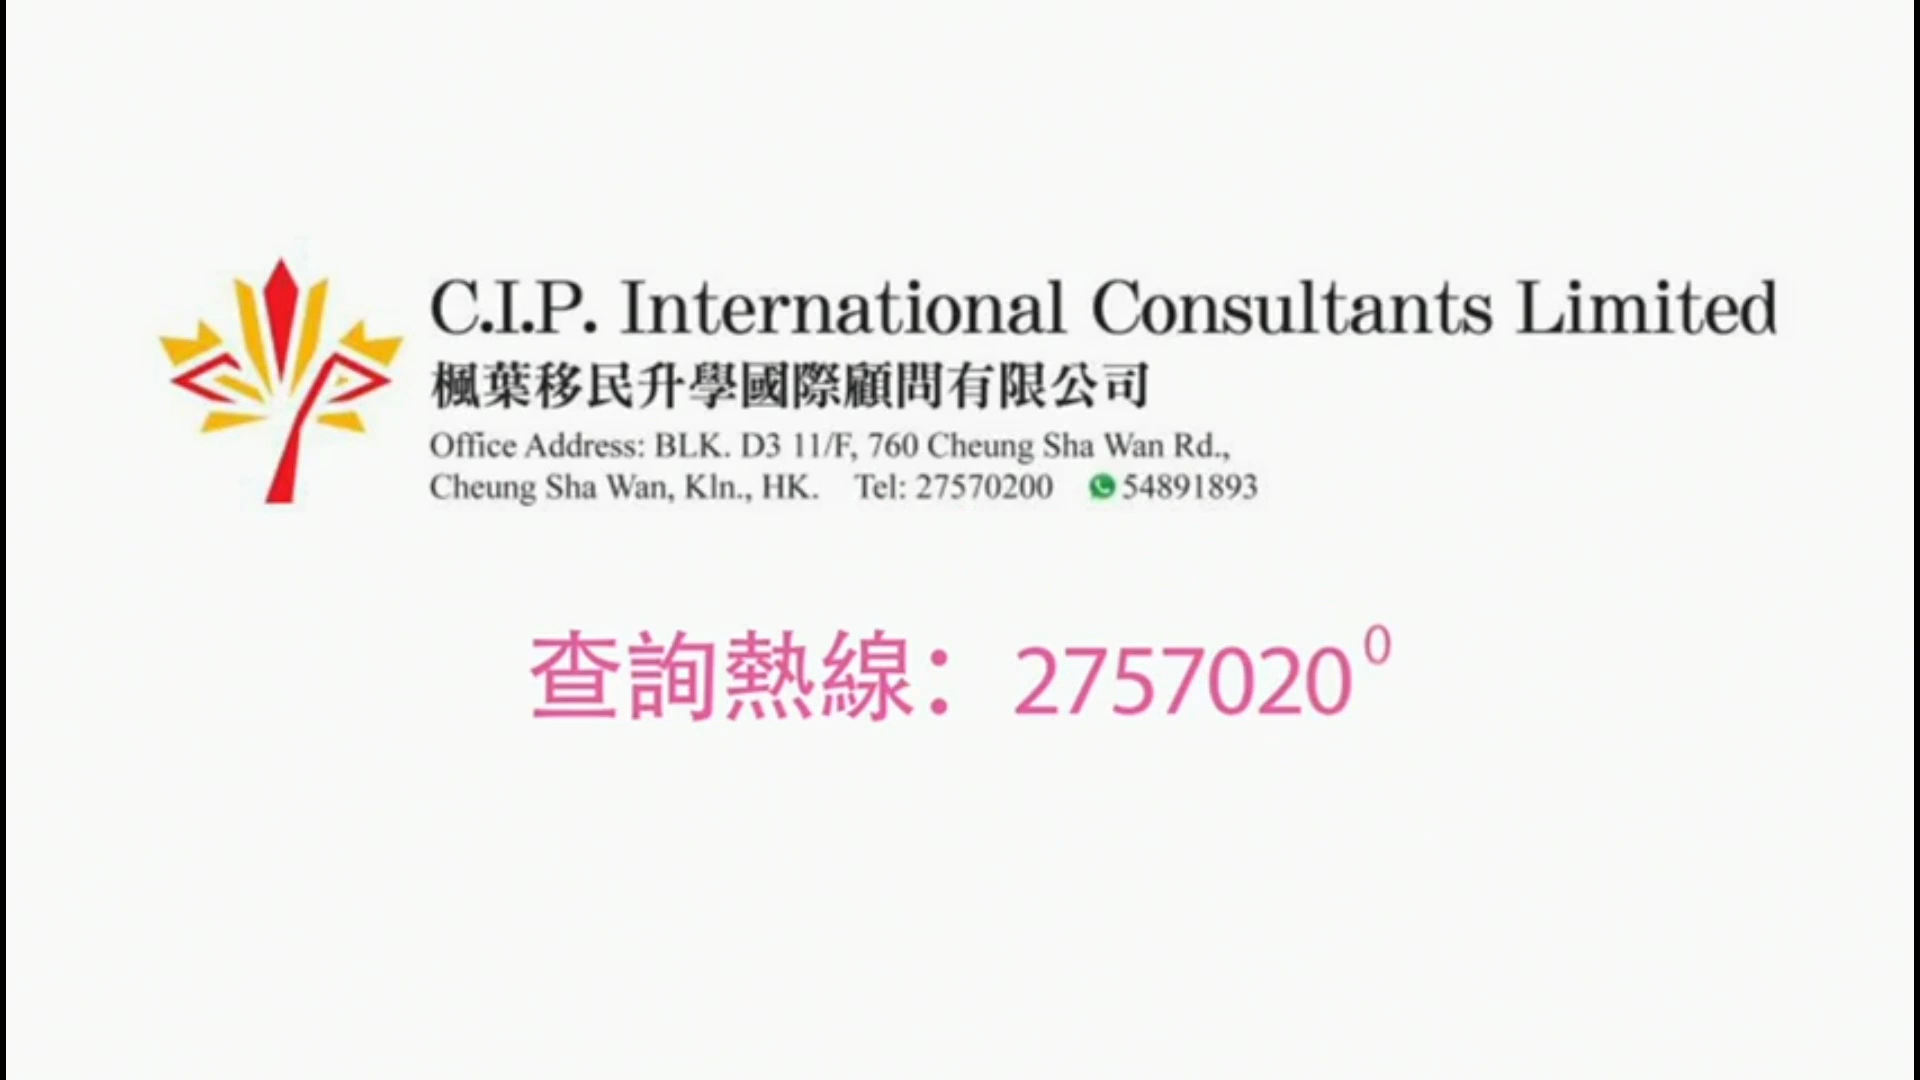 C.I.P. International Consultants Limited
楓葉移民升學國際顧問有限公司
Office Address: BLK. D3 11/F, 760 Cheung Sha Wan Rd.,
Cheung Sha Wan, Kln., HK. Tel: 27570200 54891893
查詢熱線：27570200